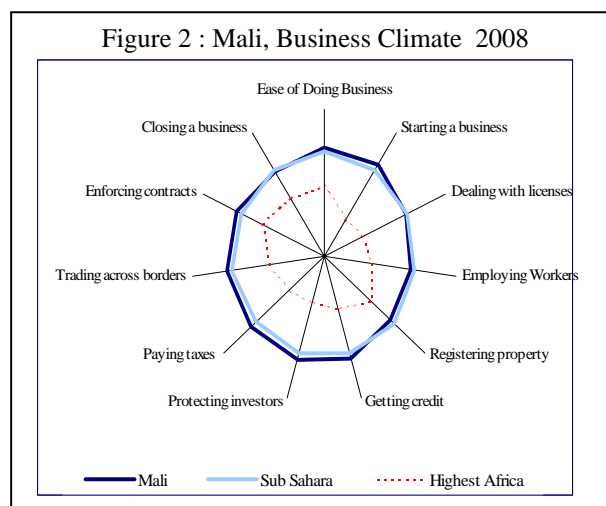 Figure 2 : Mali, Business Climate 2008
Ease of Doing Business
Closing a business
Starting a business
Enforcing contracts
Dealing with licenses
Trading across borders
Employing Workers
Paying taxes
Registering property
Protecting investors
Getting credit
Mali
Sub Sahara
Highest Africa